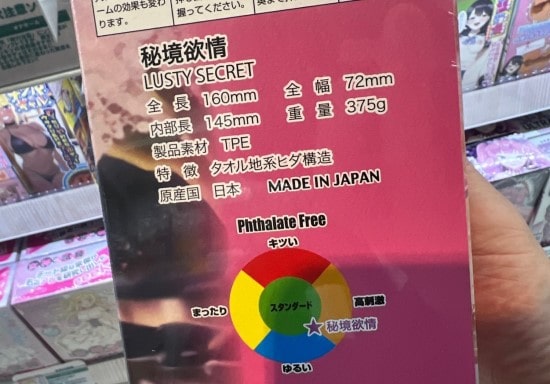 ームの効果も変わ
ります。
撮ってください。
秘境欲情
LUSTY SECRET
全長 160mm 全幅 72mm
内部長 145mm 重量 375g
製品素材 TPE
特徴 タオル地系ヒダ構造
原産国 日本 MADE IN JAPAN
Phthalate Free
キツい
まったり スタンダード 高刺激
★秘境欲情
ゆるい